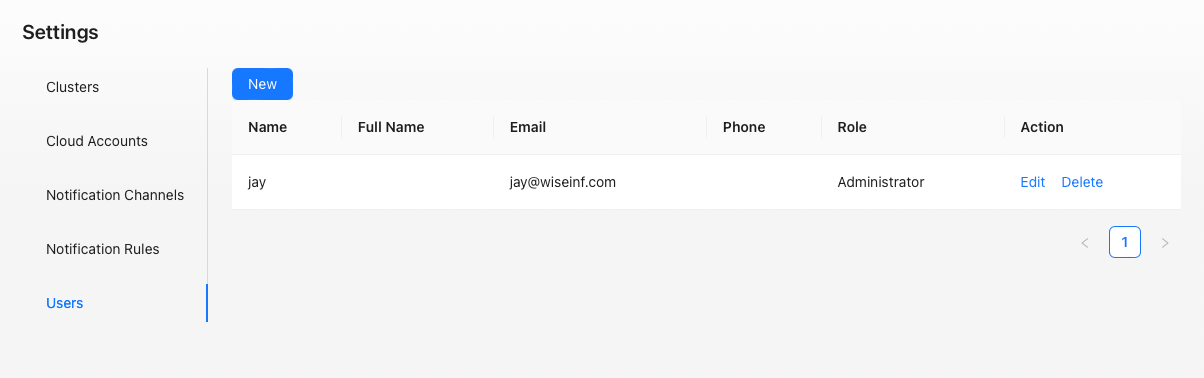 Settings
Clusters
Cloud Accounts
Notification Channels
Notification Rules
Users
New
Name Full Name Email Phone Role Action
jay jay@wiseinf.com Administrator Edit Delete
< 1 >